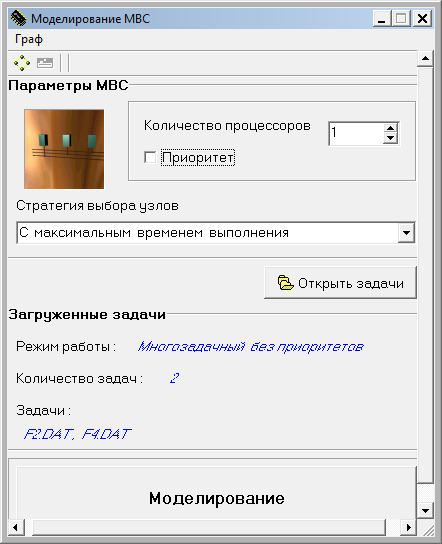 Моделирование МВС
Граф
Параметры МВС
Количество процессоров
1
Приоритет
Стратегия выбора узлов
С максимальным временем выполнения
Открыть задачи
Загруженные задачи
Режим работы : Многозадачный без приоритетов
Количество задач : 2
Задачи :
F2.DAT, F4.DAT
Моделирование